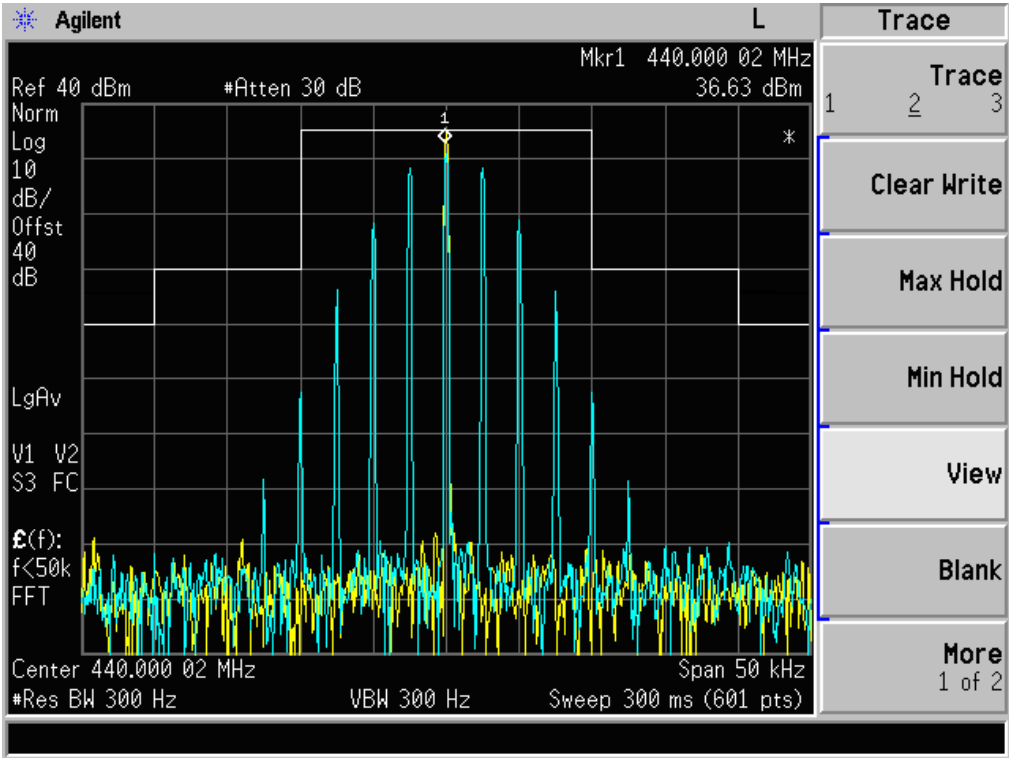 Agilent L Trace
Mkr1 440.000 02 MHz
Ref 40 dBm #Atten 30 dB 36.63 dBm
Norm
Log
10
dB/
Offst
40
dB
LgAv
V1 V2
S3 FC
£(f):
f<50k
FFT
1
*
Center 440.000 02 MHz Span 50 kHz
#Res BW 300 Hz VBW 300 Hz Sweep 300 ms (601 pts)
Trace
1 2 3
Clear Write
Max Hold
Min Hold
View
Blank
More
1 of 2